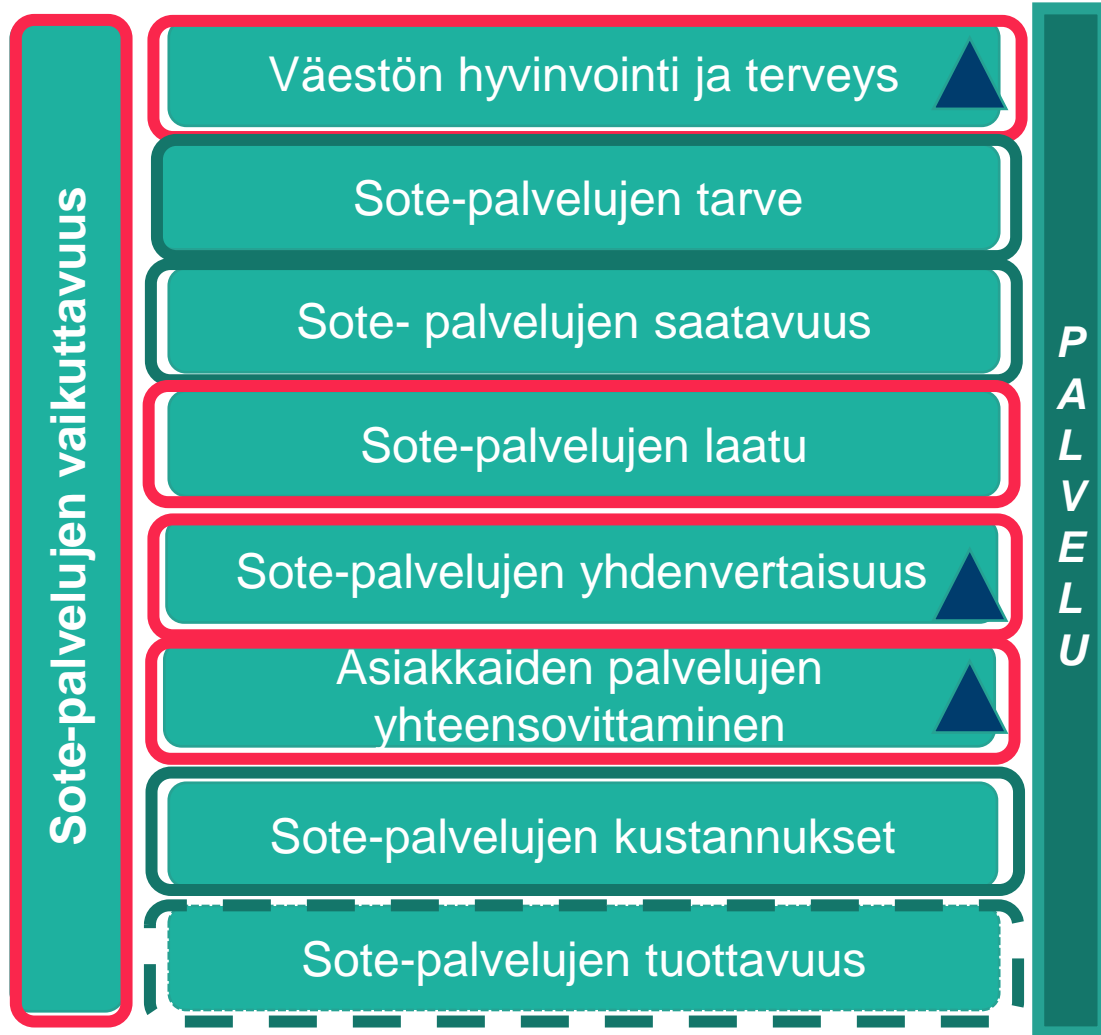 Sote-palvelujen vaikuttavuus
Väestön hyvinvointi ja terveys
Sote-palvelujen tarve
Sote- palvelujen saatavuus
Sote-palvelujen laatu
Sote-palvelujen yhdenvertaisuus
Asiakkaiden palvelujen
yhteensovittaminen
Sote-palvelujen kustannukset
Sote-palvelujen tuottavuus
P
A
L
V
E
L
U